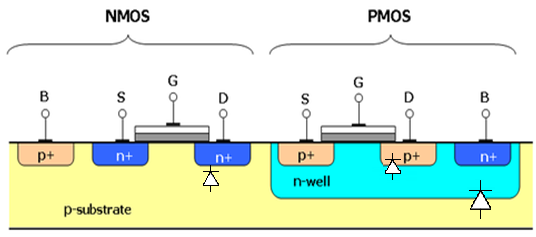 NMOS PMOS
B S G D S G D B
p+ n+ n+ p+ p+ n+
n-well
p-substrate